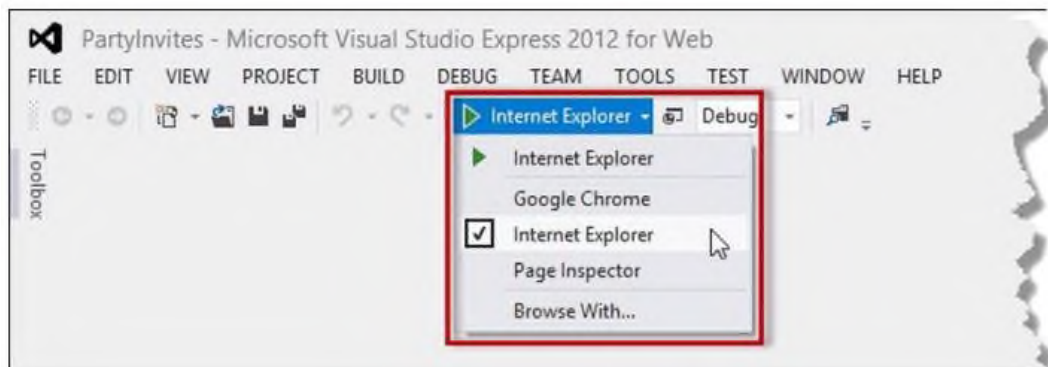 PartyInvites - Microsoft Visual Studio Express 2012 for Web
FILE EDIT VIEW PROJECT BUILD DEBUG TEAM TOOLS TEST WINDOW HELP
Internet Explorer Debug
Toolbox
Internet Explorer
Google Chrome
Internet Explorer
Page Inspector
Browse With...